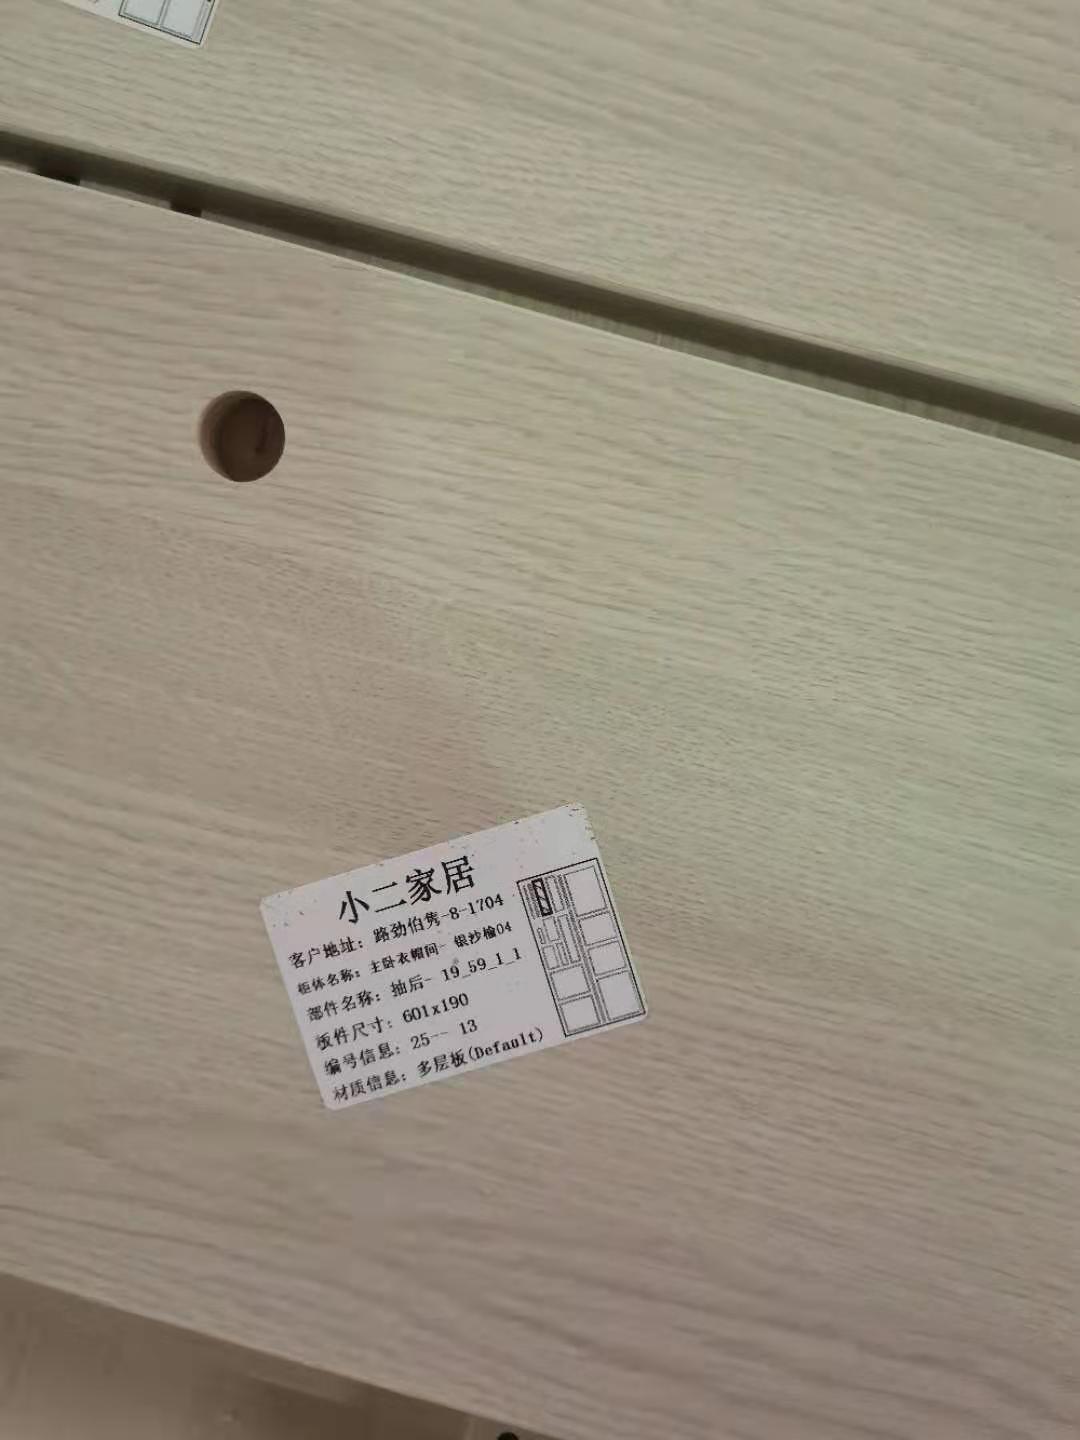 小二家居
客户地址: 路劲伯隽-8-1704
柜体名称: 主卧衣帽间- 银沙榆04
部件名称: 抽后- 19_59_1_1
板件尺寸: 601x190
编号信息: 25-- 13
材质信息: 多层板(Default)